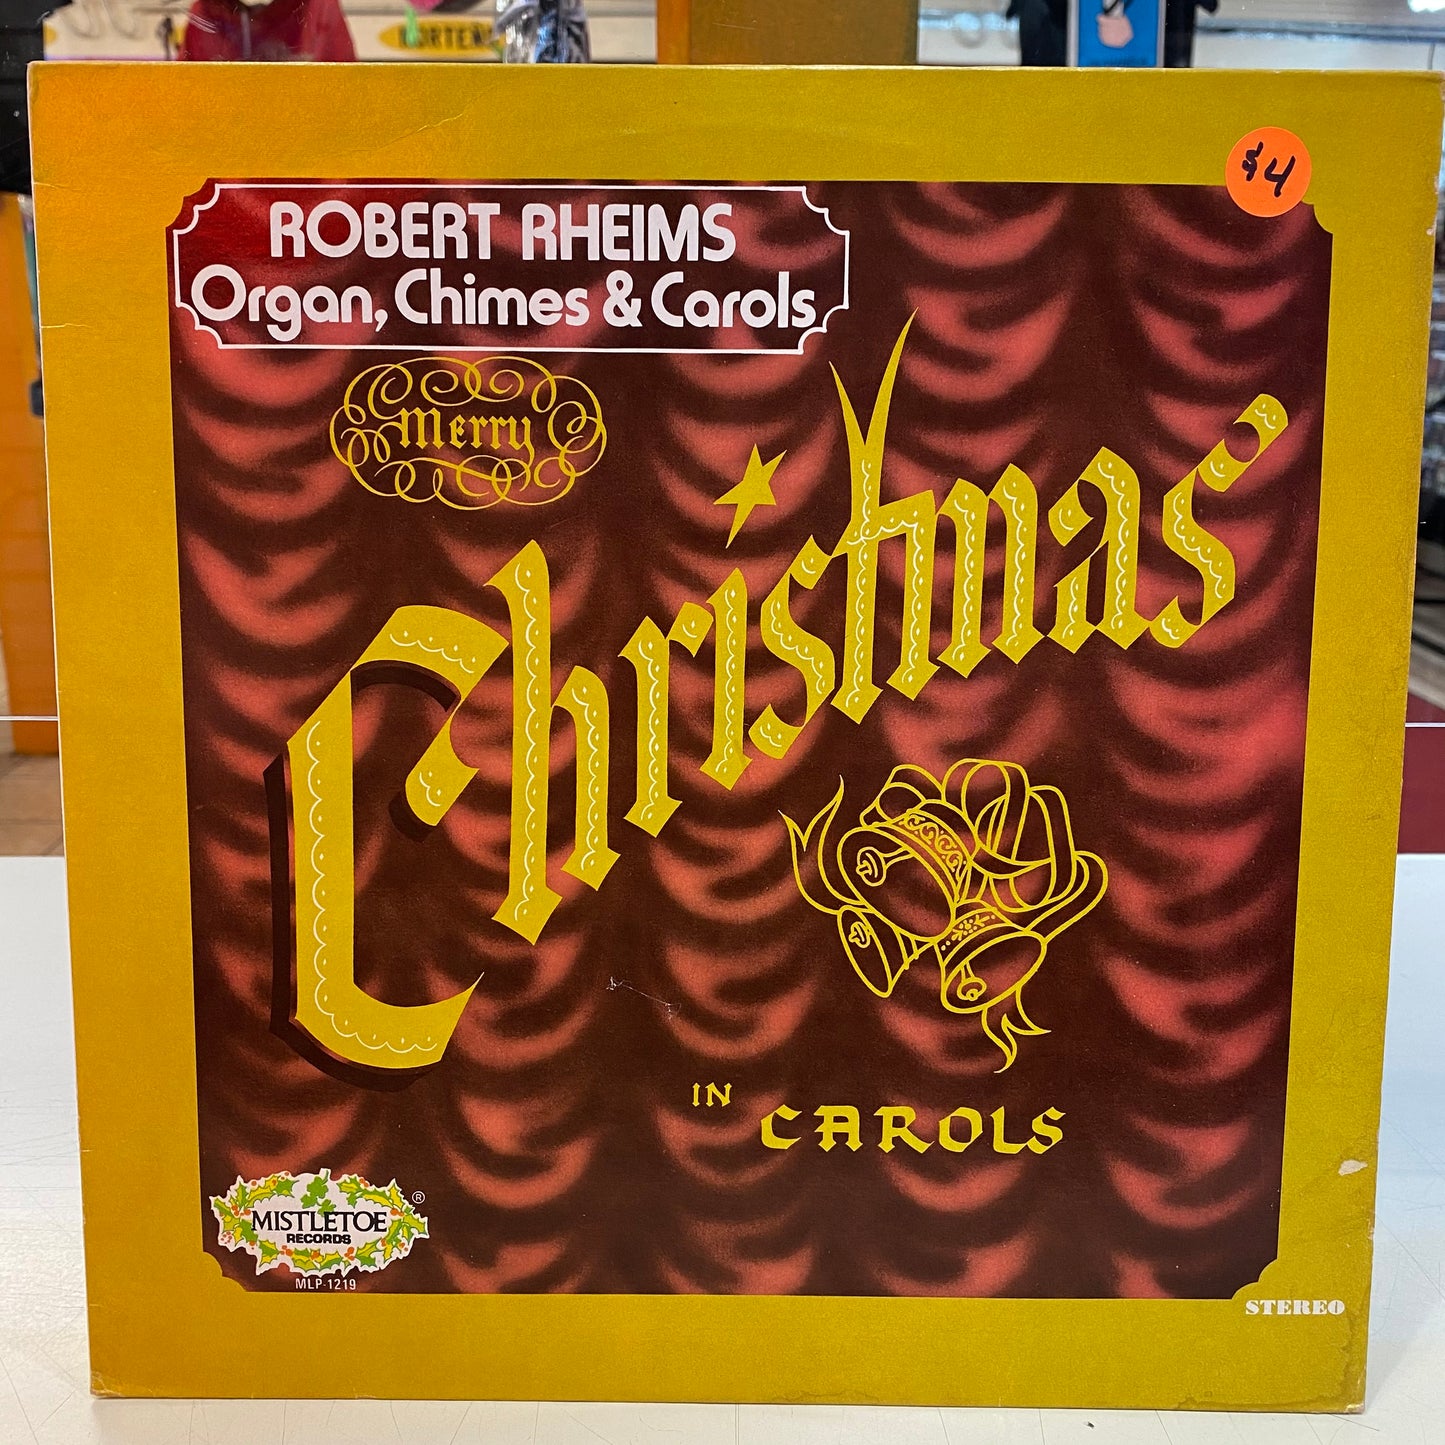 $4
ROBERT RHEIMS
Organ, Chimes & Carols
Merry
Christmas
IN CAROLS
MISTLETOE
RECORDS
®
MLP-1219
STEREO